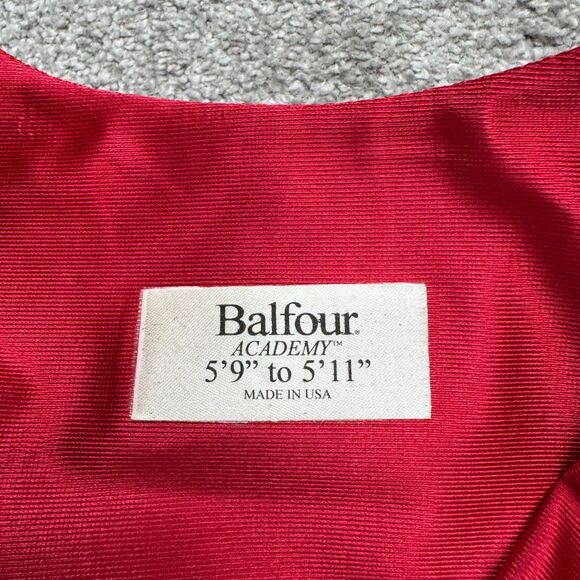 Balfour®
ACADEMY™
5’9” to 5’11”
MADE IN USA